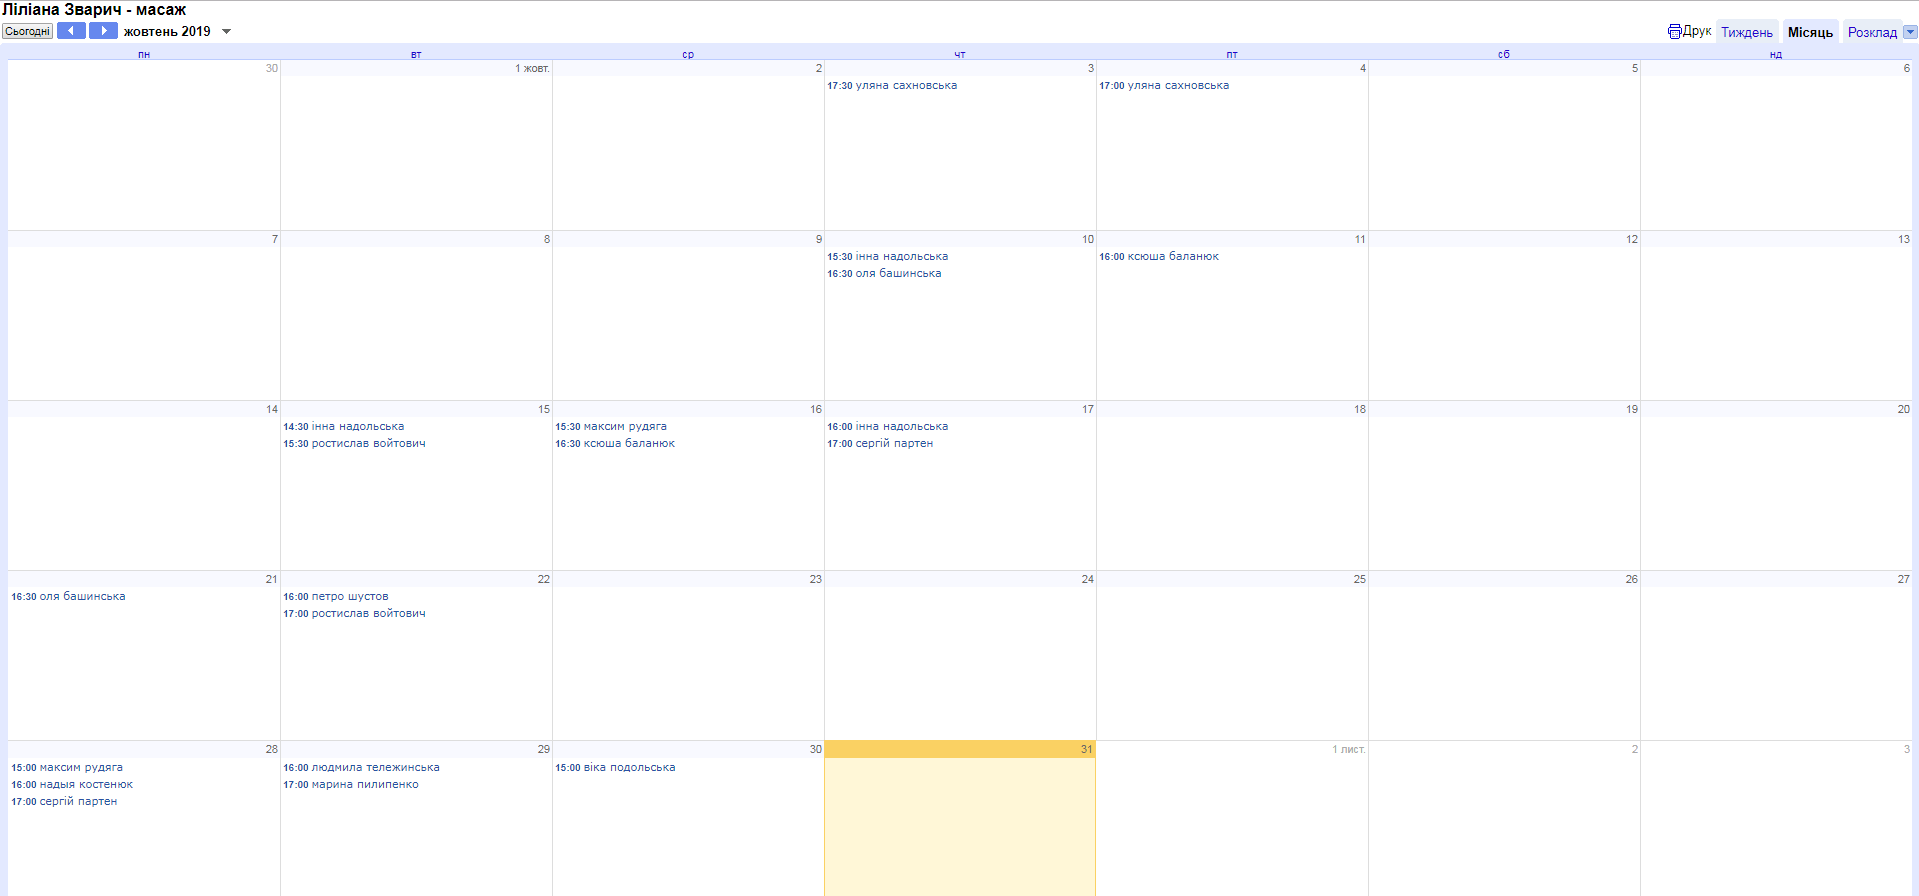 Ліліана Зварич - масаж
Сьогодні жовтень 2019 Друк Тиждень Місяць Розклад
пн вт ср чт пт сб нд
30 1 жовт. 2 3 4 5 6
17:30 уляна сахновська 17:00 уляна сахновська
7 8 9 10 11 12 13
15:30 інна надольська 16:00 ксюша баланюк
16:30 оля башинська
14 15 16 17 18 19 20
14:30 інна надольська 15:30 максим рудяга 16:00 інна надольська
15:30 ростислав войтович 16:30 ксюша баланюк 17:00 сергій партен
21 22 23 24 25 26 27
16:30 оля башинська 16:00 петро шустов
17:00 ростислав войтович
28 29 30 31 1 лист. 2 3
15:00 максим рудяга 16:00 людмила тележинська 15:00 віка подольська
16:00 надыя костенюк 17:00 марина пилипенко
17:00 сергій партен